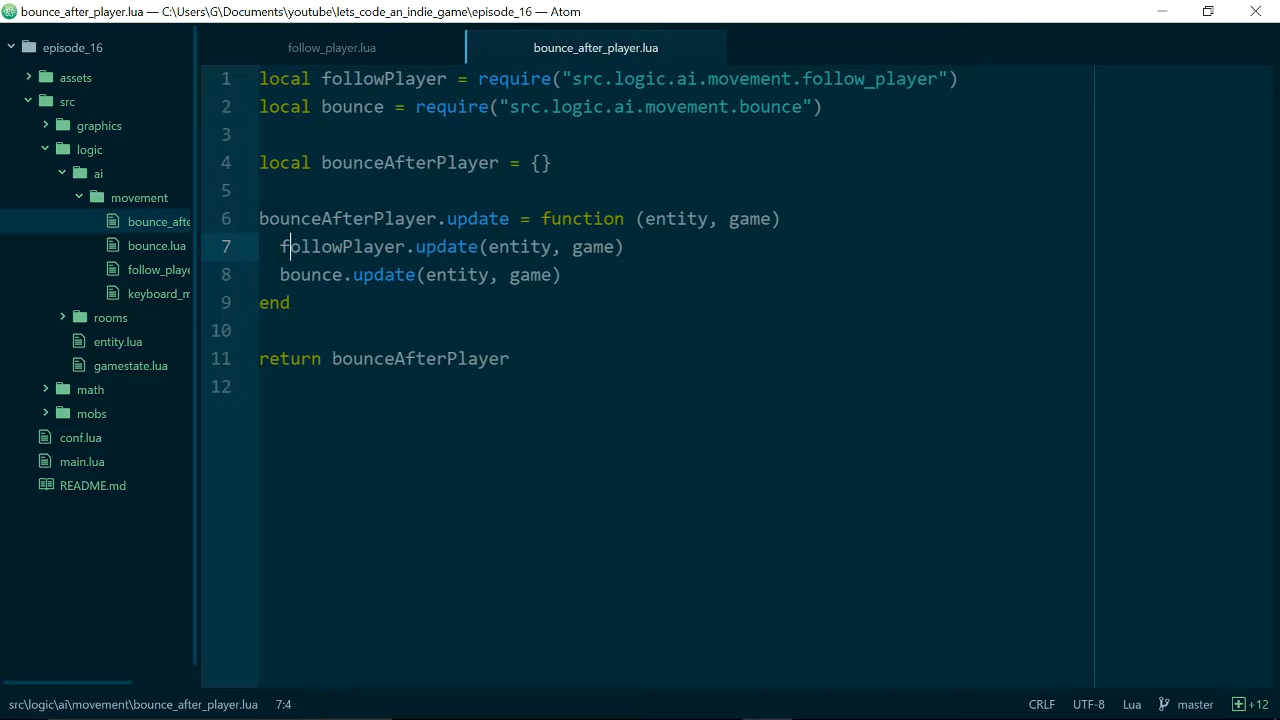 bounce_after_player.lua — C:\Users\G\Documents\youtube\lets_code_an_indie_game\episode_16 — Atom
episode_16
assets
src
graphics
logic
ai
movement
bounce_afte
bounce.lua
follow_playe
keyboard_m
rooms
entity.lua
gamestate.lua
math
mobs
conf.lua
main.lua
README.md
follow_player.lua
bounce_after_player.lua
1 local followPlayer = require("src.logic.ai.movement.follow_player")
2 local bounce = require("src.logic.ai.movement.bounce")
3
4 local bounceAfterPlayer = {}
5
6 bounceAfterPlayer.update = function (entity, game)
7 followPlayer.update(entity, game)
8 bounce.update(entity, game)
9 end
10
11 return bounceAfterPlayer
12
src\logic\ai\movement\bounce_after_player.lua 7:4 CRLF UTF-8 Lua master +12